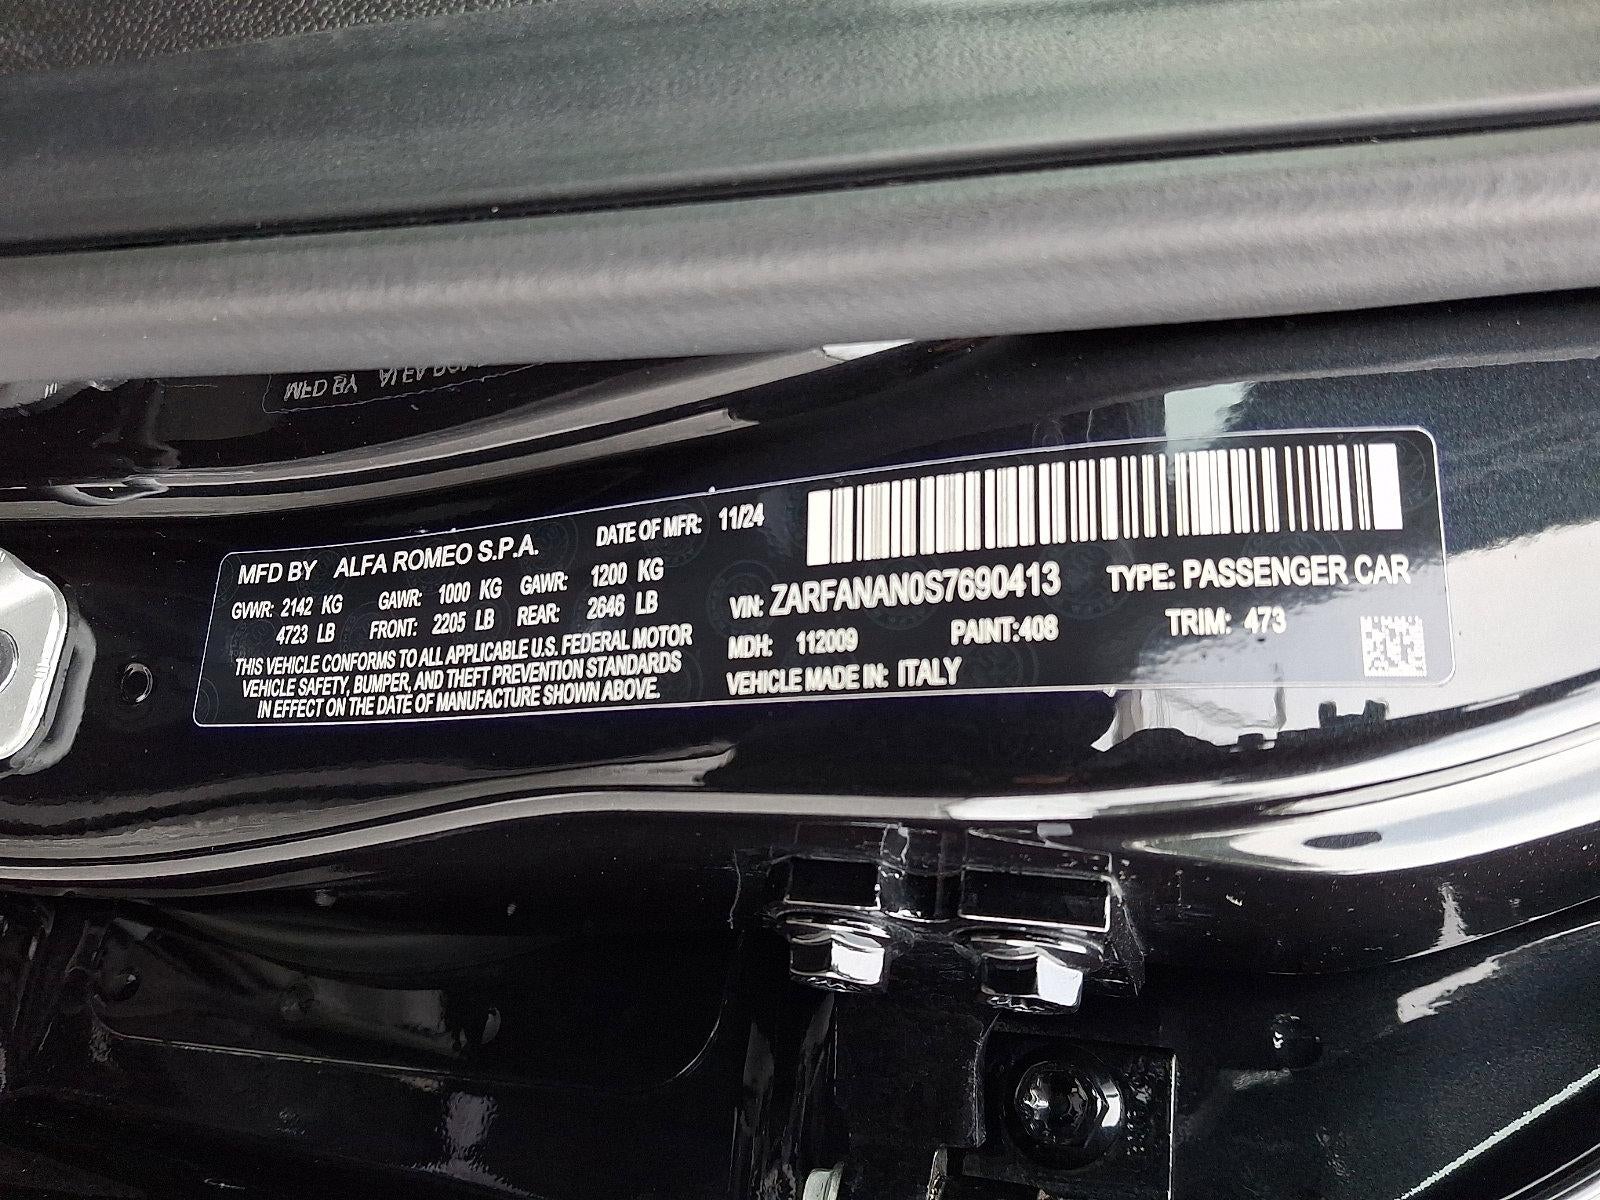 MFD BY ALFA ROMEO S.P.A. DATE OF MFR: 11/24
GVWR: 2142 KG GAWR: 1000 KG GAWR: 1200 KG
4723 LB FRONT: 2205 LB REAR: 2646 LB
THIS VEHICLE CONFORMS TO ALL APPLICABLE U.S. FEDERAL MOTOR
VEHICLE SAFETY, BUMPER, AND THEFT PREVENTION STANDARDS
IN EFFECT ON THE DATE OF MANUFACTURE SHOWN ABOVE.
VIN: ZARFANAN0S7690413 TYPE: PASSENGER CAR
MDH: 112009 PAINT:408 TRIM: 473
VEHICLE MADE IN: ITALY